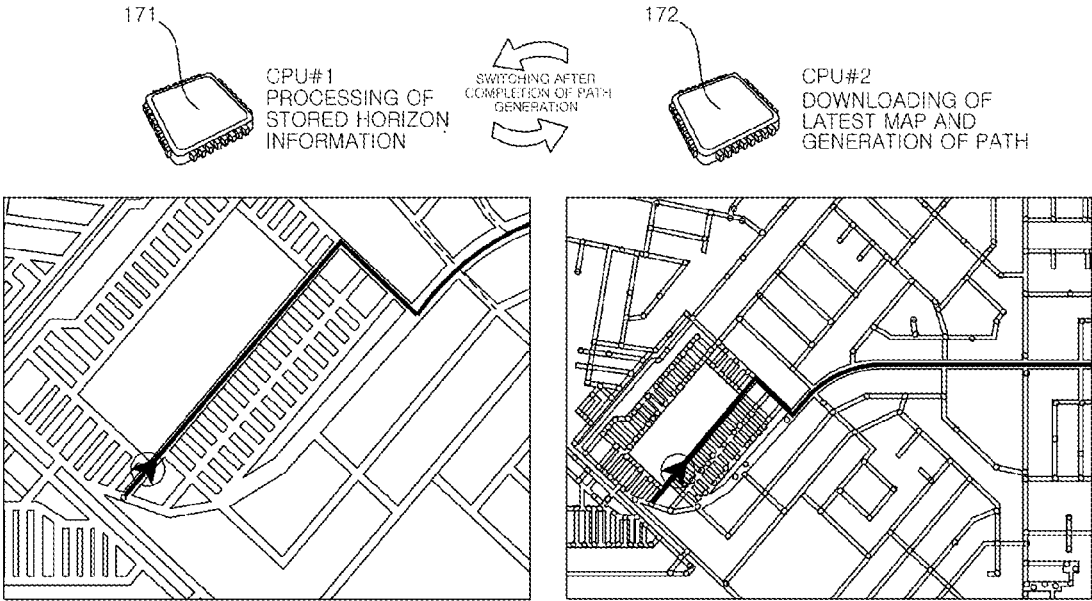 171
CPU#1
PROCESSING OF
STORED HORIZON
INFORMATION
SWITCHING AFTER
COMPLETION OF PATH
GENERATION
172
CPU#2
DOWNLOADING OF
LATEST MAP AND
GENERATION OF PATH